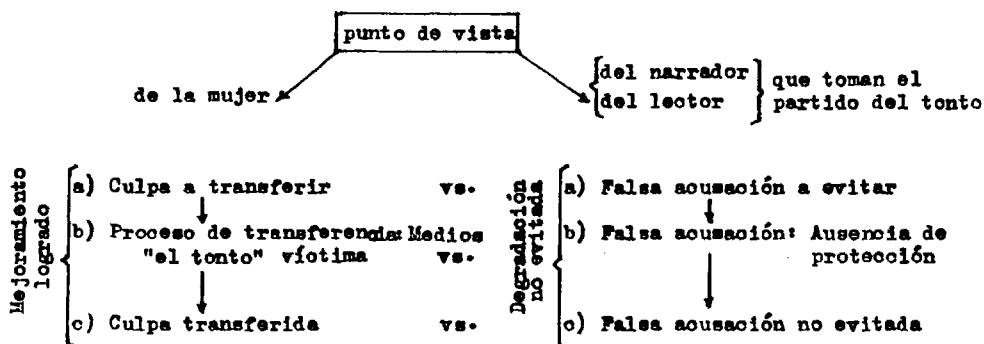 punto de vista
de la mujer
del narrador
del lector
que toman el
partido del tonto
Mejoramiento
logrado
a) Culpa a transferir
vs.
b) Proceso de transferencia: Medios
"el tonto" víctima
vs.
c) Culpa transferida
vs.
Degradación
no evitada
a) Falsa acusación a evitar
b) Falsa acusación: Ausencia de
protección
c) Falsa acusación no evitada